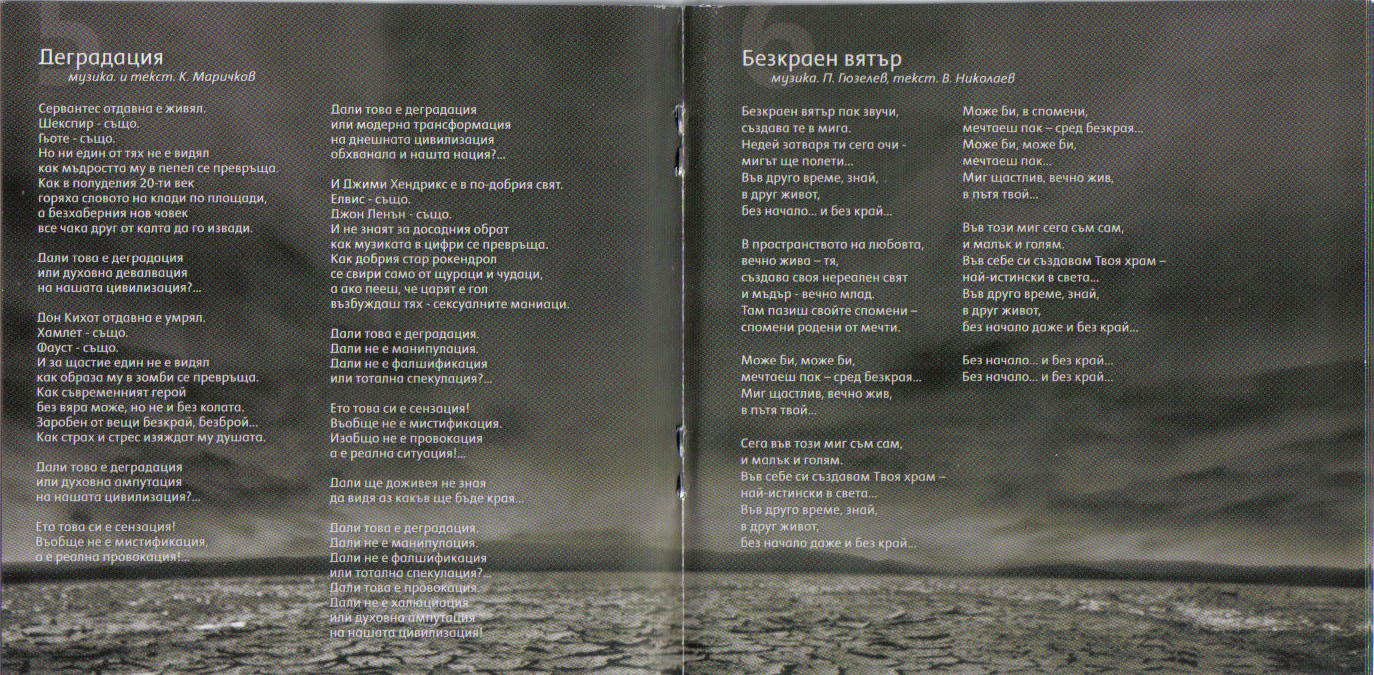 5
Деградация
музика. и текст. К. Маричков
Сервантес отдавна е живял.
Шекспир - също.
Гьоте - също.
Но ни един от тях не е видял
как мъдростта му в пепел се превръща.
Как в полуделия 20-ти век
горяха словото на клади по площади,
а безхаберния нов човек
все чака друг от калта да го извади.
Дали това е деградация
или духовна девалвация
на нашата цивилизация?...
Дон Кихот отдавна е умрял.
Хамлет - също.
Фауст - също.
И за щастие един не е видял
как образа му в зомби се превръща.
Как съвременният герой
без вяра може, но не и без колата.
Заробен от вещи безкрай, безброй...
Как страх и стрес изяждат му душата.
Дали това е деградация
или духовна ампутация
на нашата цивилизация?...
Ето това си е сензация!
Въобще не е мистификация,
а е реална провокация!...
Дали това е деградация
или модерна трансформация
на днешната цивилизация
обхванала и нашта нация?...
И Джими Хендрикс е в по-добрия свят.
Елвис - също.
Джон Ленън - също.
И не знаят за досадния обрат
как музиката в цифри се превръща.
Как добрия стар рокендрол
се свири само от щураци и чудаци,
а ако пееш, че царят е гол
възбуждаш тях - сексуалните маниаци.
Дали това е деградация.
Дали не е манипулация.
Дали не е фалшификация
или тотална спекулация?...
Ето това си е сензация!
Въобще не е мистификация.
Изобщо не е провокация
а е реална ситуация!...
Дали ще доживея не зная
да видя аз какъв ще бъде края...
Дали това е деградация.
Дали не е манипулация.
Дали не е фалшификация
или тотална спекулация?...
Дали това е провокация.
Дали не е халюциация
или духовна ампутация
на нашата цивилизация!
6
Безкраен вятър
музика. П. Гюзелев, текст. В. Николаев
Безкраен вятър пак звучи,
създава те в мига.
Недей затваря ти сега очи -
мигът ще полети...
Във друго време, знай,
в друг живот,
без начало... и без край...
В пространството на любовта,
вечно жива – тя,
създава своя нереален свят
и мъдър - вечно млад.
Там пазиш свойте спомени –
спомени родени от мечти.
Може би, може би,
мечтаеш пак – сред безкрая...
Миг щастлив, вечно жив,
в пътя твой...
Сега във този миг съм сам,
и малък и голям.
Във себе си създавам Твоя храм –
най-истински в света...
Във друго време, знай,
в друг живот,
без начало даже и без край...
Може би, в спомени,
мечтаеш пак – сред безкрая...
Може би, може би,
мечтаеш пак...
Миг щастлив, вечно жив,
в пътя твой...
Във този миг сега съм сам,
и малък и голям.
Във себе си създавам Твоя храм –
най-истински в света...
Във друго време, знай,
в друг живот,
без начало даже и без край...
Без начало... и без край...
Без начало... и без край...